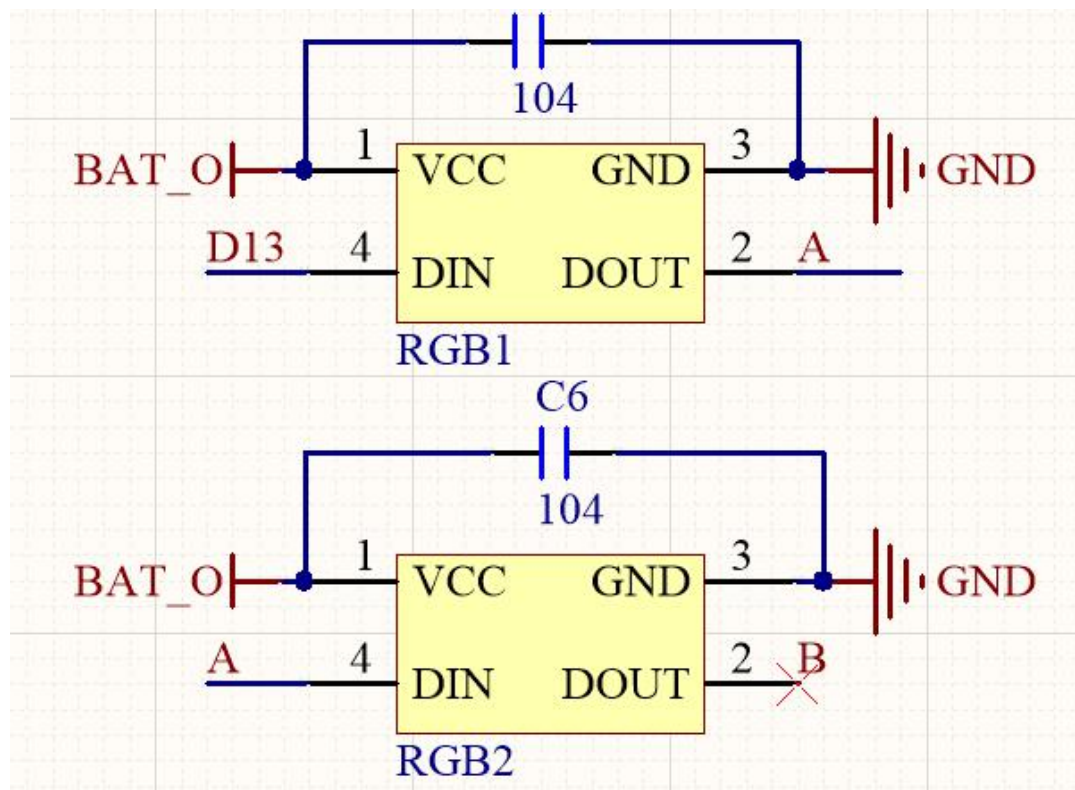 104
BAT_O 1 VCC GND 3 GND
D13 4 DIN DOUT 2 A
RGB1
C6
104
BAT_O 1 VCC GND 3 GND
A 4 DIN DOUT 2 B
RGB2